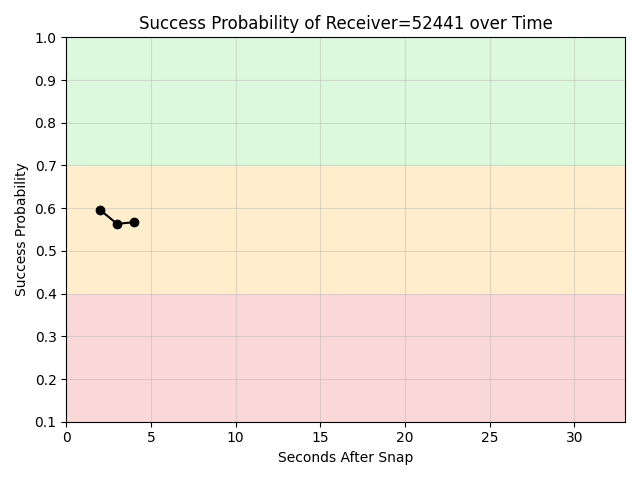 Success Probability of Receiver=52441 over Time
1.0
0.9
0.8
0.7
0.6
0.5
0.4
0.3
0.2
0.1
Success Probability
0 5 10 15 20 25 30
Seconds After Snap